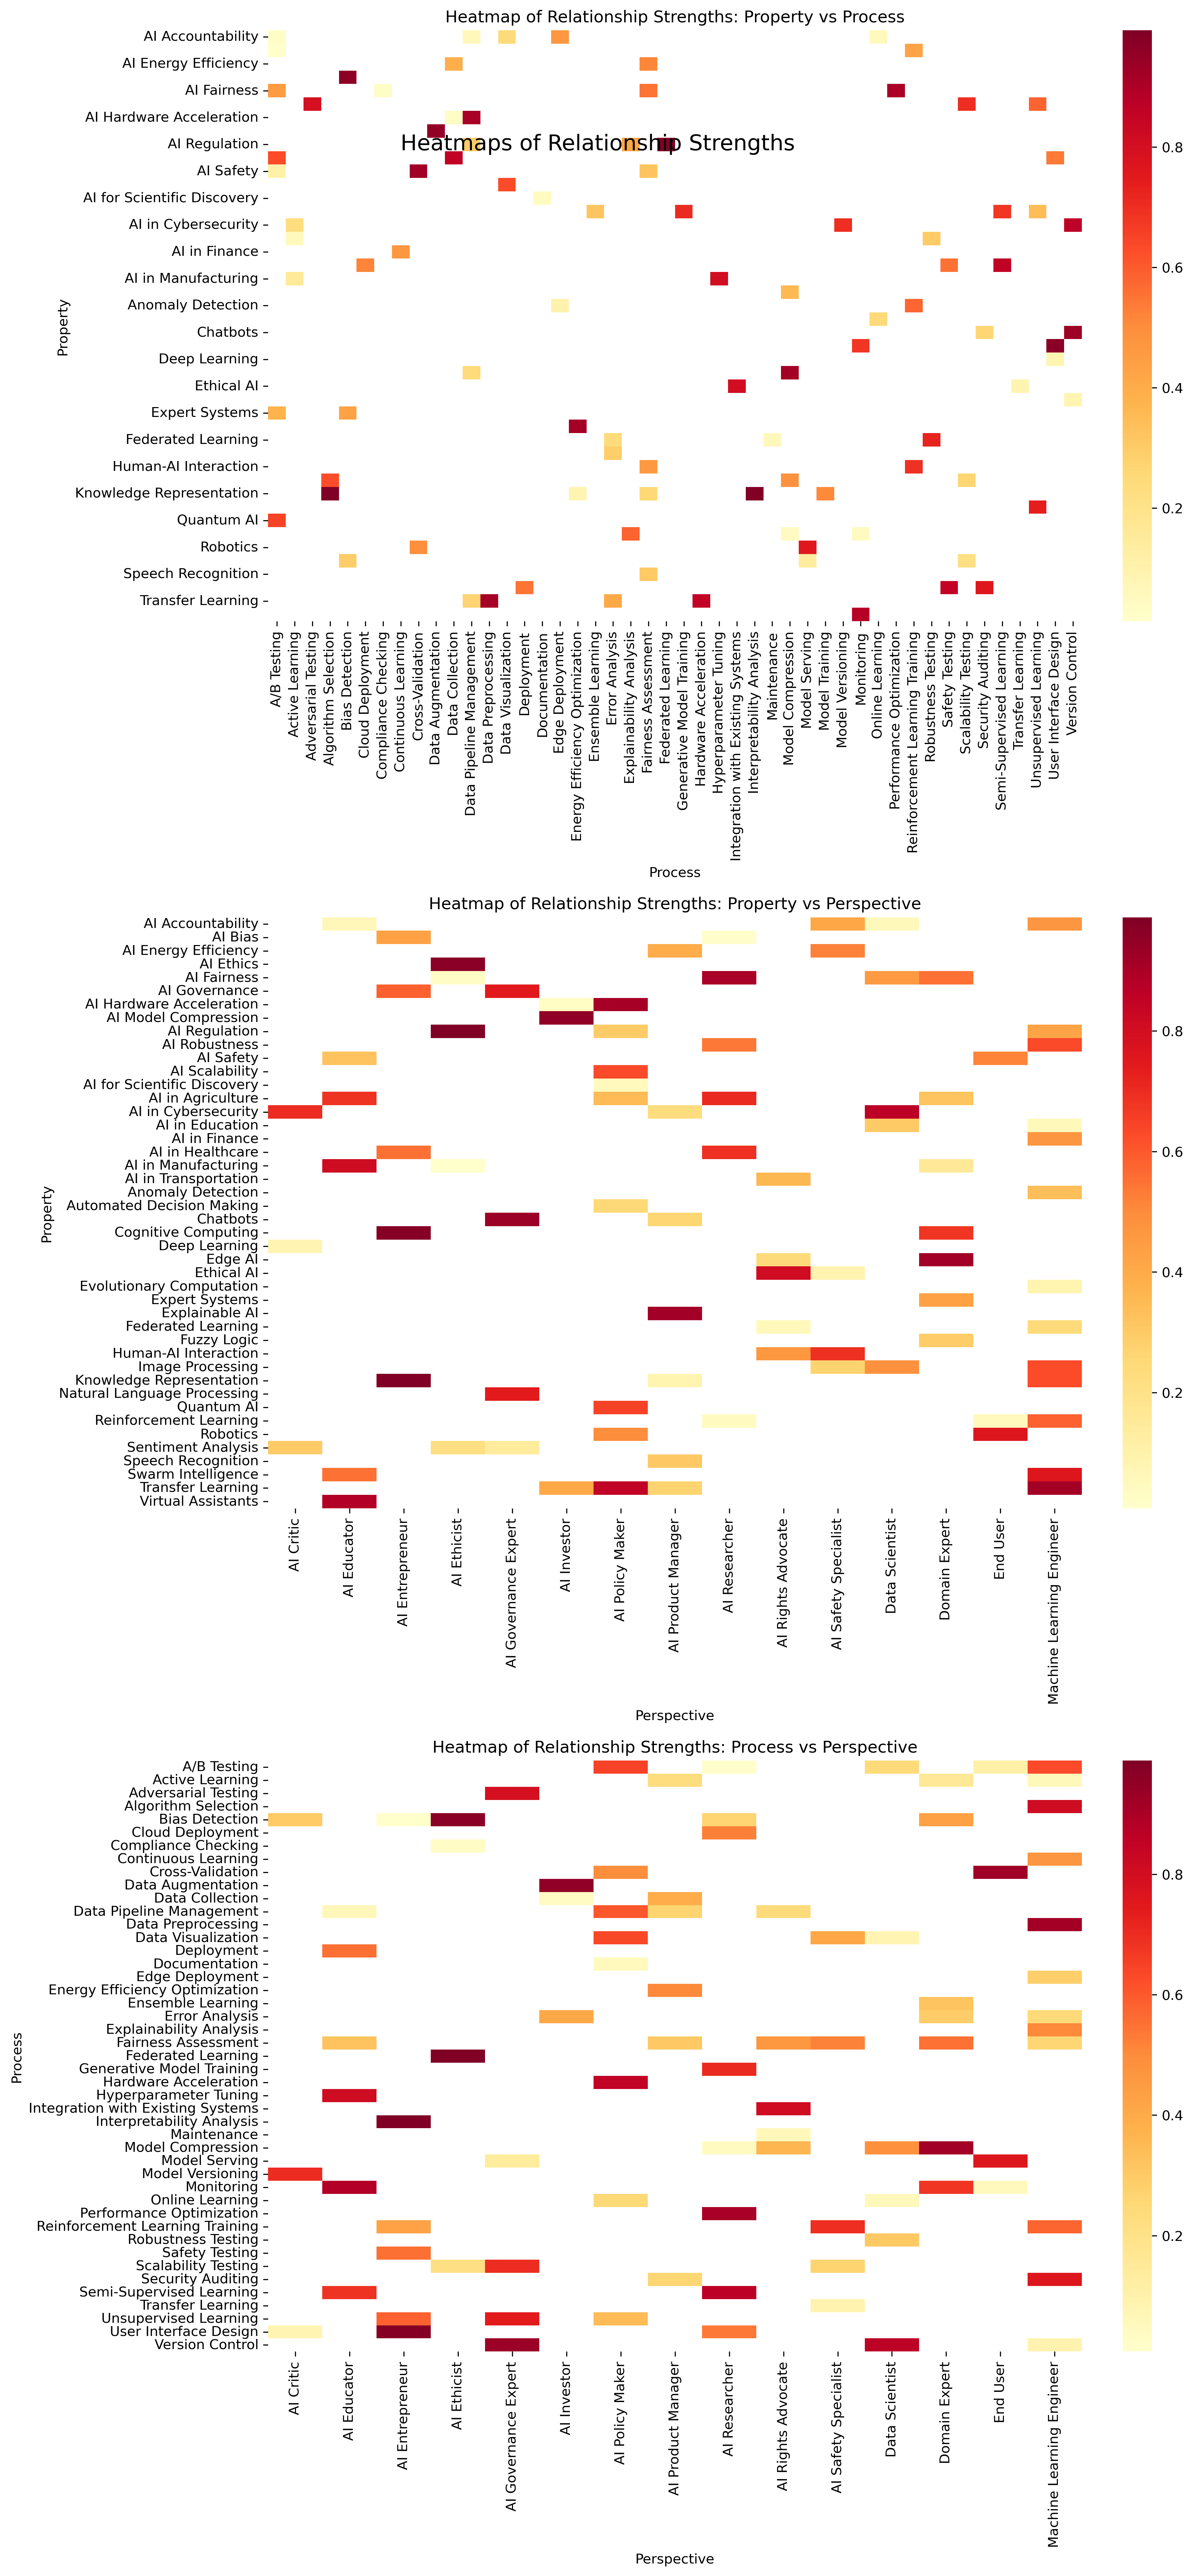 Heatmap of Relationship Strengths: Property vs Process
Heatmaps of Relationship Strengths
Property
AI Accountability
AI Energy Efficiency
AI Fairness
AI Hardware Acceleration
AI Regulation
AI Safety
AI for Scientific Discovery
AI in Cybersecurity
AI in Finance
AI in Manufacturing
Anomaly Detection
Chatbots
Deep Learning
Ethical AI
Expert Systems
Federated Learning
Human-AI Interaction
Knowledge Representation
Quantum AI
Robotics
Speech Recognition
Transfer Learning
0.8
0.6
0.4
0.2
A/B Testing
Active Learning
Adversarial Testing
Algorithm Selection
Bias Detection
Cloud Deployment
Compliance Checking
Continuous Learning
Cross-Validation
Data Augmentation
Data Collection
Data Pipeline Management
Data Preprocessing
Data Visualization
Deployment
Documentation
Edge Deployment
Energy Efficiency Optimization
Ensemble Learning
Error Analysis
Explainability Analysis
Fairness Assessment
Federated Learning
Generative Model Training
Hardware Acceleration
Hyperparameter Tuning
Integration with Existing Systems
Interpretability Analysis
Maintenance
Model Compression
Model Serving
Model Training
Model Versioning
Monitoring
Online Learning
Performance Optimization
Reinforcement Learning Training
Robustness Testing
Safety Testing
Scalability Testing
Security Auditing
Semi-Supervised Learning
Transfer Learning
Unsupervised Learning
User Interface Design
Version Control
Process
Heatmap of Relationship Strengths: Property vs Perspective
Property
AI Accountability
AI Bias
AI Energy Efficiency
AI Ethics
AI Fairness
AI Governance
AI Hardware Acceleration
AI Model Compression
AI Regulation
AI Robustness
AI Safety
AI Scalability
AI for Scientific Discovery
AI in Agriculture
AI in Cybersecurity
AI in Education
AI in Finance
AI in Healthcare
AI in Manufacturing
AI in Transportation
Anomaly Detection
Automated Decision Making
Chatbots
Cognitive Computing
Deep Learning
Edge AI
Ethical AI
Evolutionary Computation
Expert Systems
Explainable AI
Federated Learning
Fuzzy Logic
Human-AI Interaction
Image Processing
Knowledge Representation
Natural Language Processing
Quantum AI
Reinforcement Learning
Robotics
Sentiment Analysis
Speech Recognition
Swarm Intelligence
Transfer Learning
Virtual Assistants
0.8
0.6
0.4
0.2
AI Critic
AI Educator
AI Entrepreneur
AI Ethicist
AI Governance Expert
AI Investor
AI Policy Maker
AI Product Manager
AI Researcher
AI Rights Advocate
AI Safety Specialist
Data Scientist
Domain Expert
End User
Machine Learning Engineer
Perspective
Heatmap of Relationship Strengths: Process vs Perspective
Process
A/B Testing
Active Learning
Adversarial Testing
Algorithm Selection
Bias Detection
Cloud Deployment
Compliance Checking
Continuous Learning
Cross-Validation
Data Augmentation
Data Collection
Data Pipeline Management
Data Preprocessing
Data Visualization
Deployment
Documentation
Edge Deployment
Energy Efficiency Optimization
Ensemble Learning
Error Analysis
Explainability Analysis
Fairness Assessment
Federated Learning
Generative Model Training
Hardware Acceleration
Hyperparameter Tuning
Integration with Existing Systems
Interpretability Analysis
Maintenance
Model Compression
Model Serving
Model Versioning
Monitoring
Online Learning
Performance Optimization
Reinforcement Learning Training
Robustness Testing
Safety Testing
Scalability Testing
Security Auditing
Semi-Supervised Learning
Transfer Learning
Unsupervised Learning
User Interface Design
Version Control
0.8
0.6
0.4
0.2
AI Critic
AI Educator
AI Entrepreneur
AI Ethicist
AI Governance Expert
AI Investor
AI Policy Maker
AI Product Manager
AI Researcher
AI Rights Advocate
AI Safety Specialist
Data Scientist
Domain Expert
End User
Machine Learning Engineer
Perspective